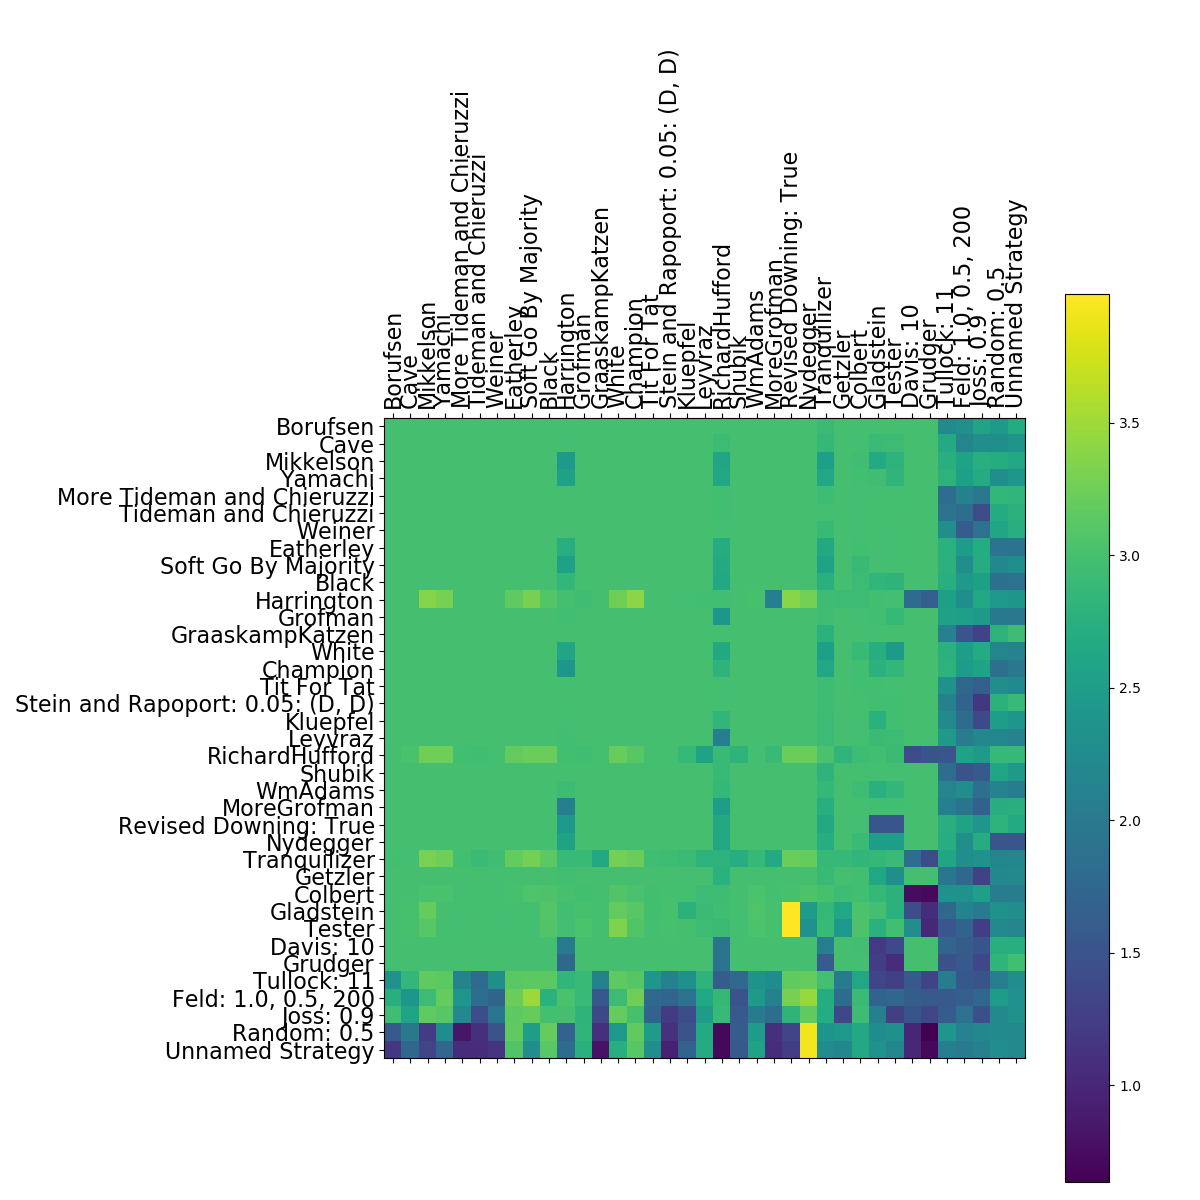 Borufsen
Cave
Mikkelson
Yamachi
More Tideman and Chieruzzi
Tideman and Chieruzzi
Weiner
Eatherley
Soft Go By Majority
Black
Harrington
Grofman
GraaskampKatzen
White
Champion
Tit For Tat
Stein and Rapoport: 0.05: (D, D)
Kluepfel
Leyvraz
RichardHufford
Shubik
WmAdams
MoreGrofman
Revised Downing: True
Nydegger
Tranquilizer
Getzler
Colbert
Gladstein
Tester
Davis: 10
Grudger
Tullock: 11
Feld: 1.0, 0.5, 200
Joss: 0.9
Random: 0.5
Unnamed Strategy
Borufsen
Cave
Mikkelson
Yamachi
More Tideman and Chieruzzi
Tideman and Chieruzzi
Weiner
Eatherley
Soft Go By Majority
Black
Harrington
Grofman
GraaskampKatzen
White
Champion
Tit For Tat
Stein and Rapoport: 0.05: (D, D)
Kluepfel
Leyvraz
RichardHufford
Shubik
WmAdams
MoreGrofman
Revised Downing: True
Nydegger
Tranquilizer
Getzler
Colbert
Gladstein
Tester
Davis: 10
Grudger
Tullock: 11
Feld: 1.0, 0.5, 200
Joss: 0.9
Random: 0.5
Unnamed Strategy
3.5
3.0
2.5
2.0
1.5
1.0